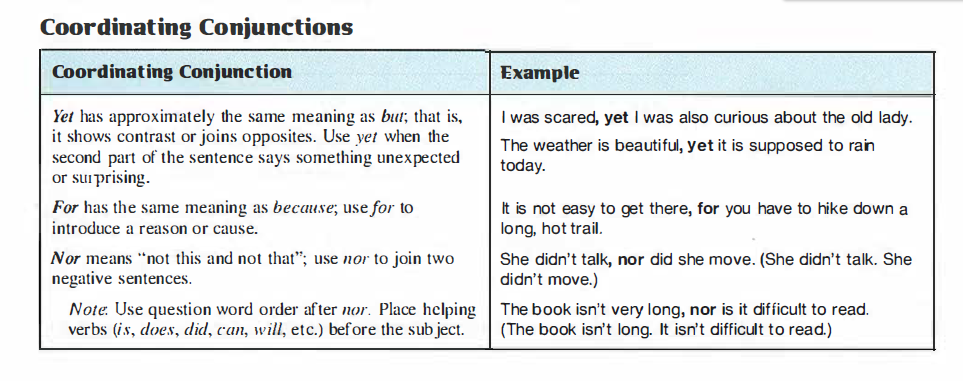 Coordinating Conjunctions
Coordinating Conjunction
Example
Yet has approximately the same meaning as but; that is,
it shows contrast or joins opposites. Use yet when the
second part of the sentence says something unexpected
or surprising.
I was scared, yet I was also curious about the old lady.
The weather is beautiful, yet it is supposed to rain
today.
For has the same meaning as because; use for to
introduce a reason or cause.
It is not easy to get there, for you have to hike down a
long, hot trail.
Nor means “not this and not that”; use nor to join two
negative sentences.
She didn't talk, nor did she move. (She didn't talk. She
didn't move.)
Note: Use question word order after nor. Place helping
verbs (is, does, did, can, will, etc.) before the subject.
The book isn't very long, nor is it difficult to read.
(The book isn't long. It isn't difficult to read.)